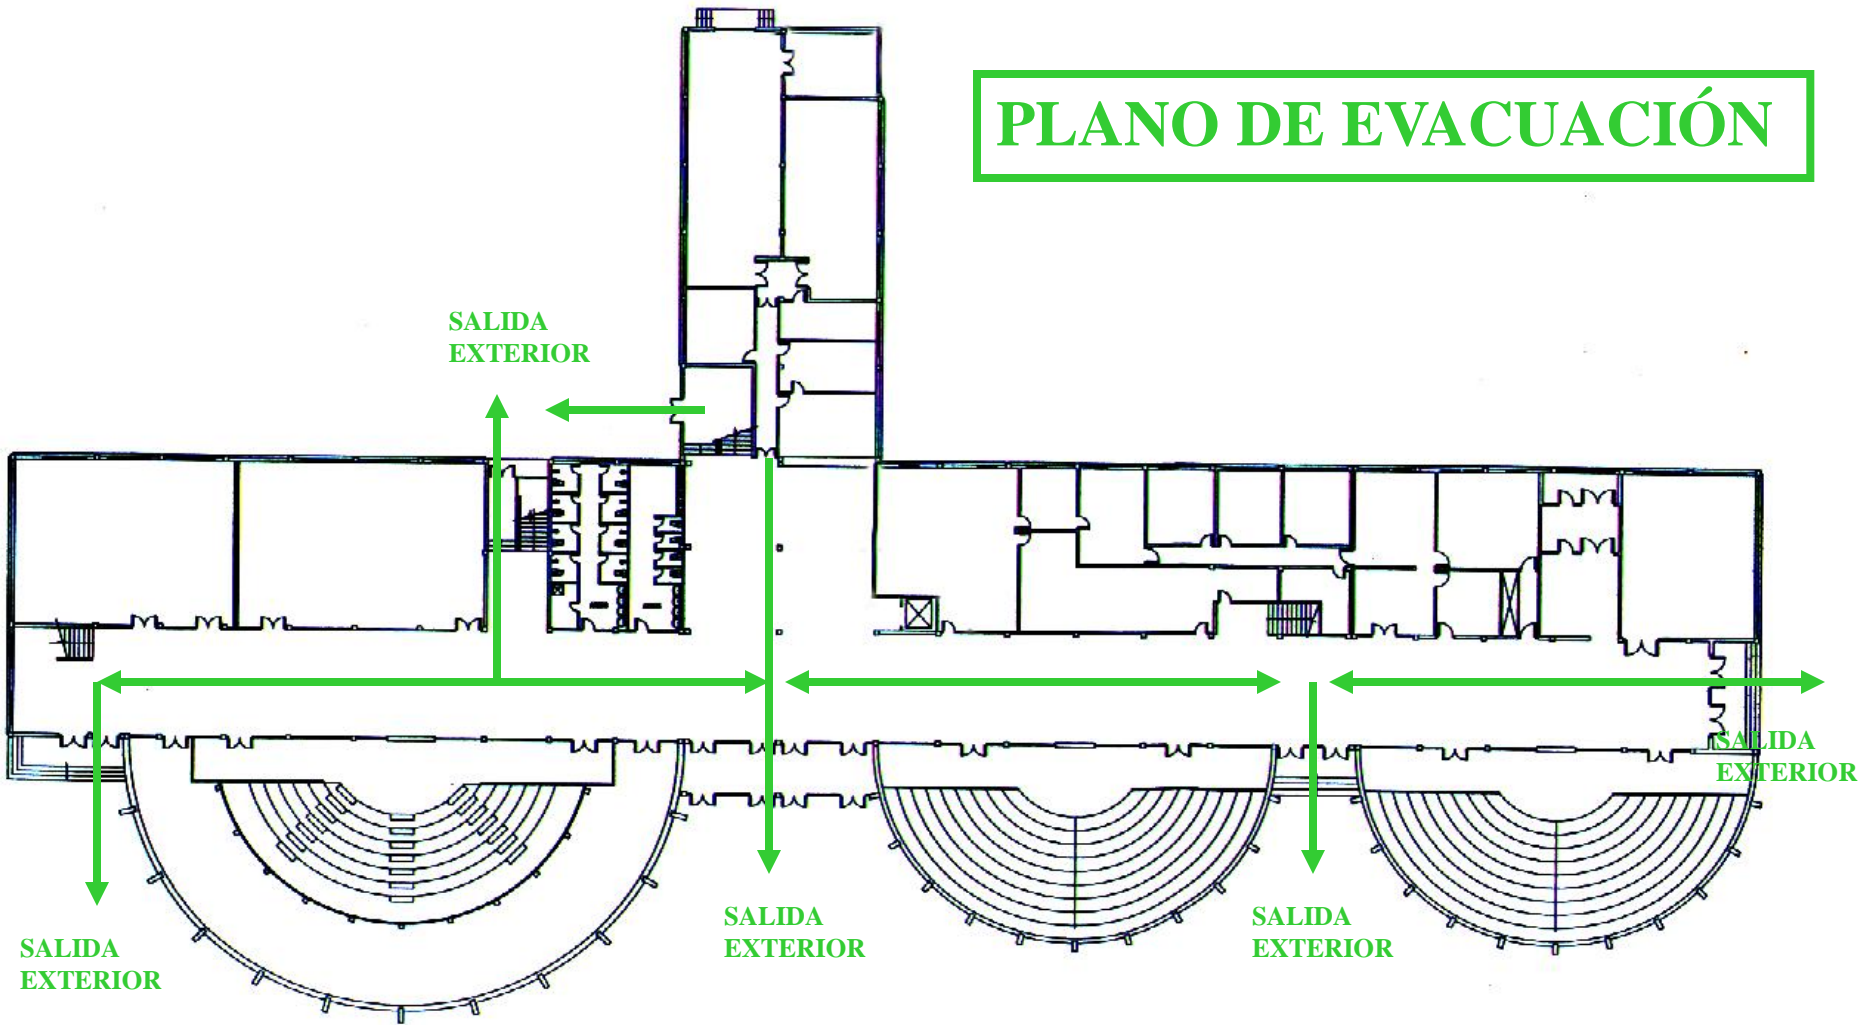 PLANO DE EVACUACIÓN
SALIDA
EXTERIOR
SALIDA
EXTERIOR
SALIDA
EXTERIOR
SALIDA
EXTERIOR
SALIDA
EXTERIOR